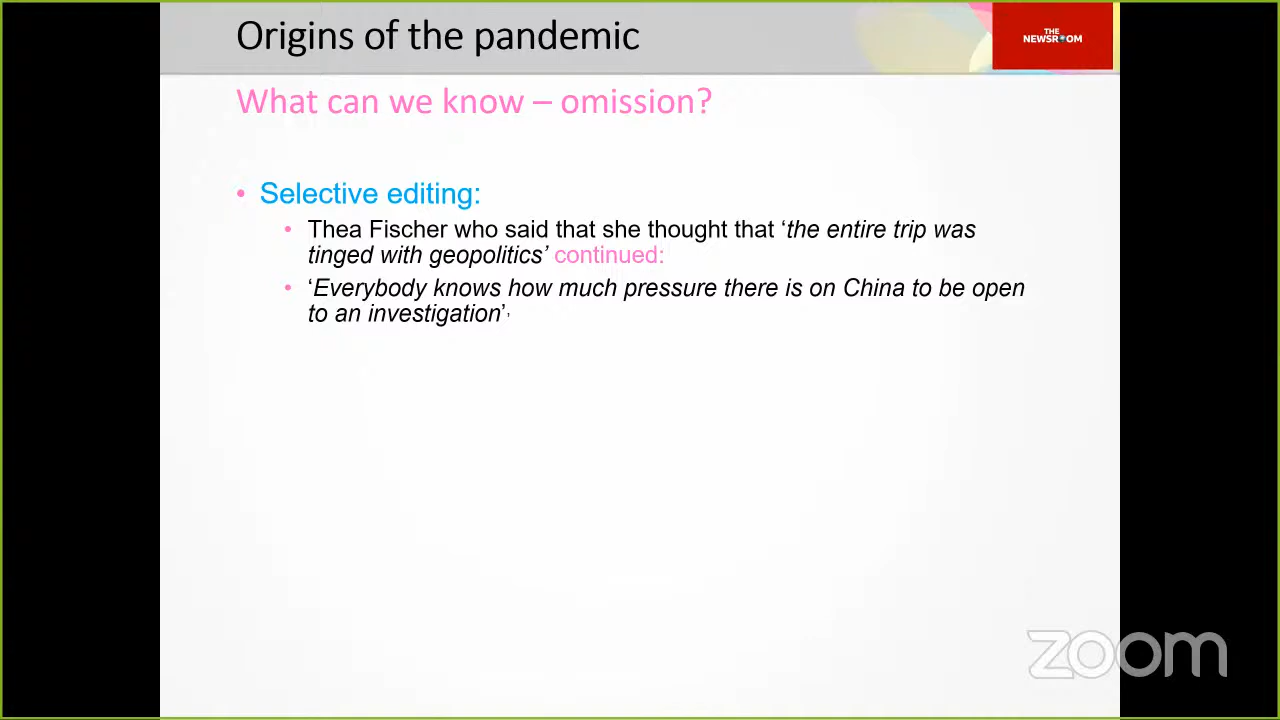 Origins of the pandemic
THE
NEWSROOM
What can we know – omission?
• Selective editing:
• Thea Fischer who said that she thought that ‘the entire trip was
tinged with geopolitics’ continued:
• ‘Everybody knows how much pressure there is on China to be open
to an investigation’,
zoom